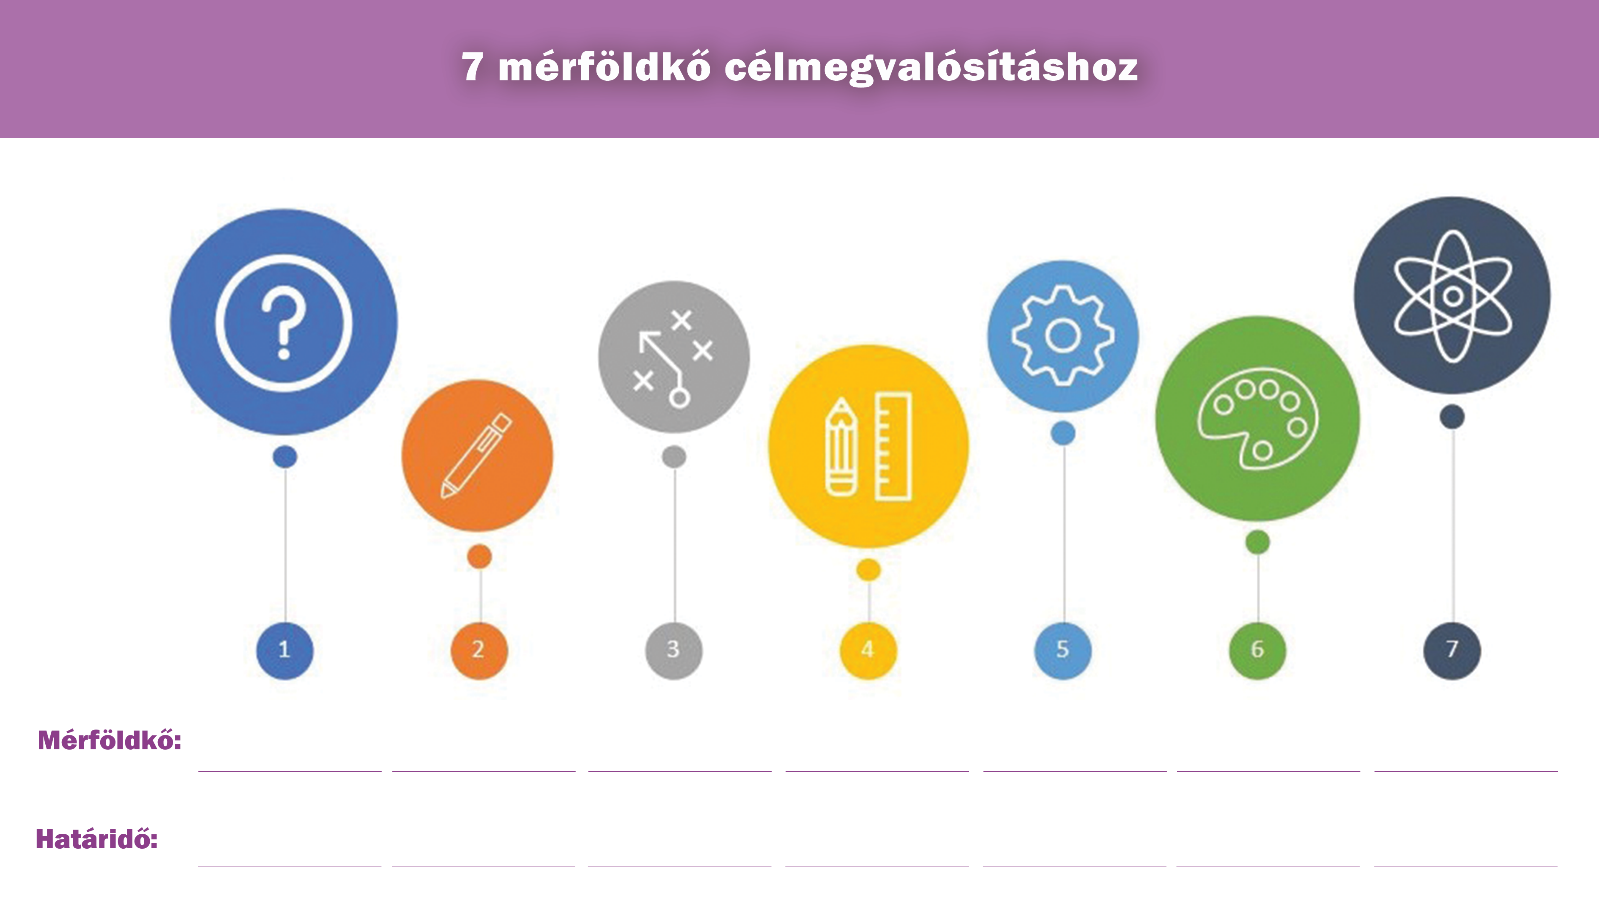 7 mérföldkő célmegvalósításhoz
?
1 2 3 4 5 6 7
Mérföldkő:
Határidő: